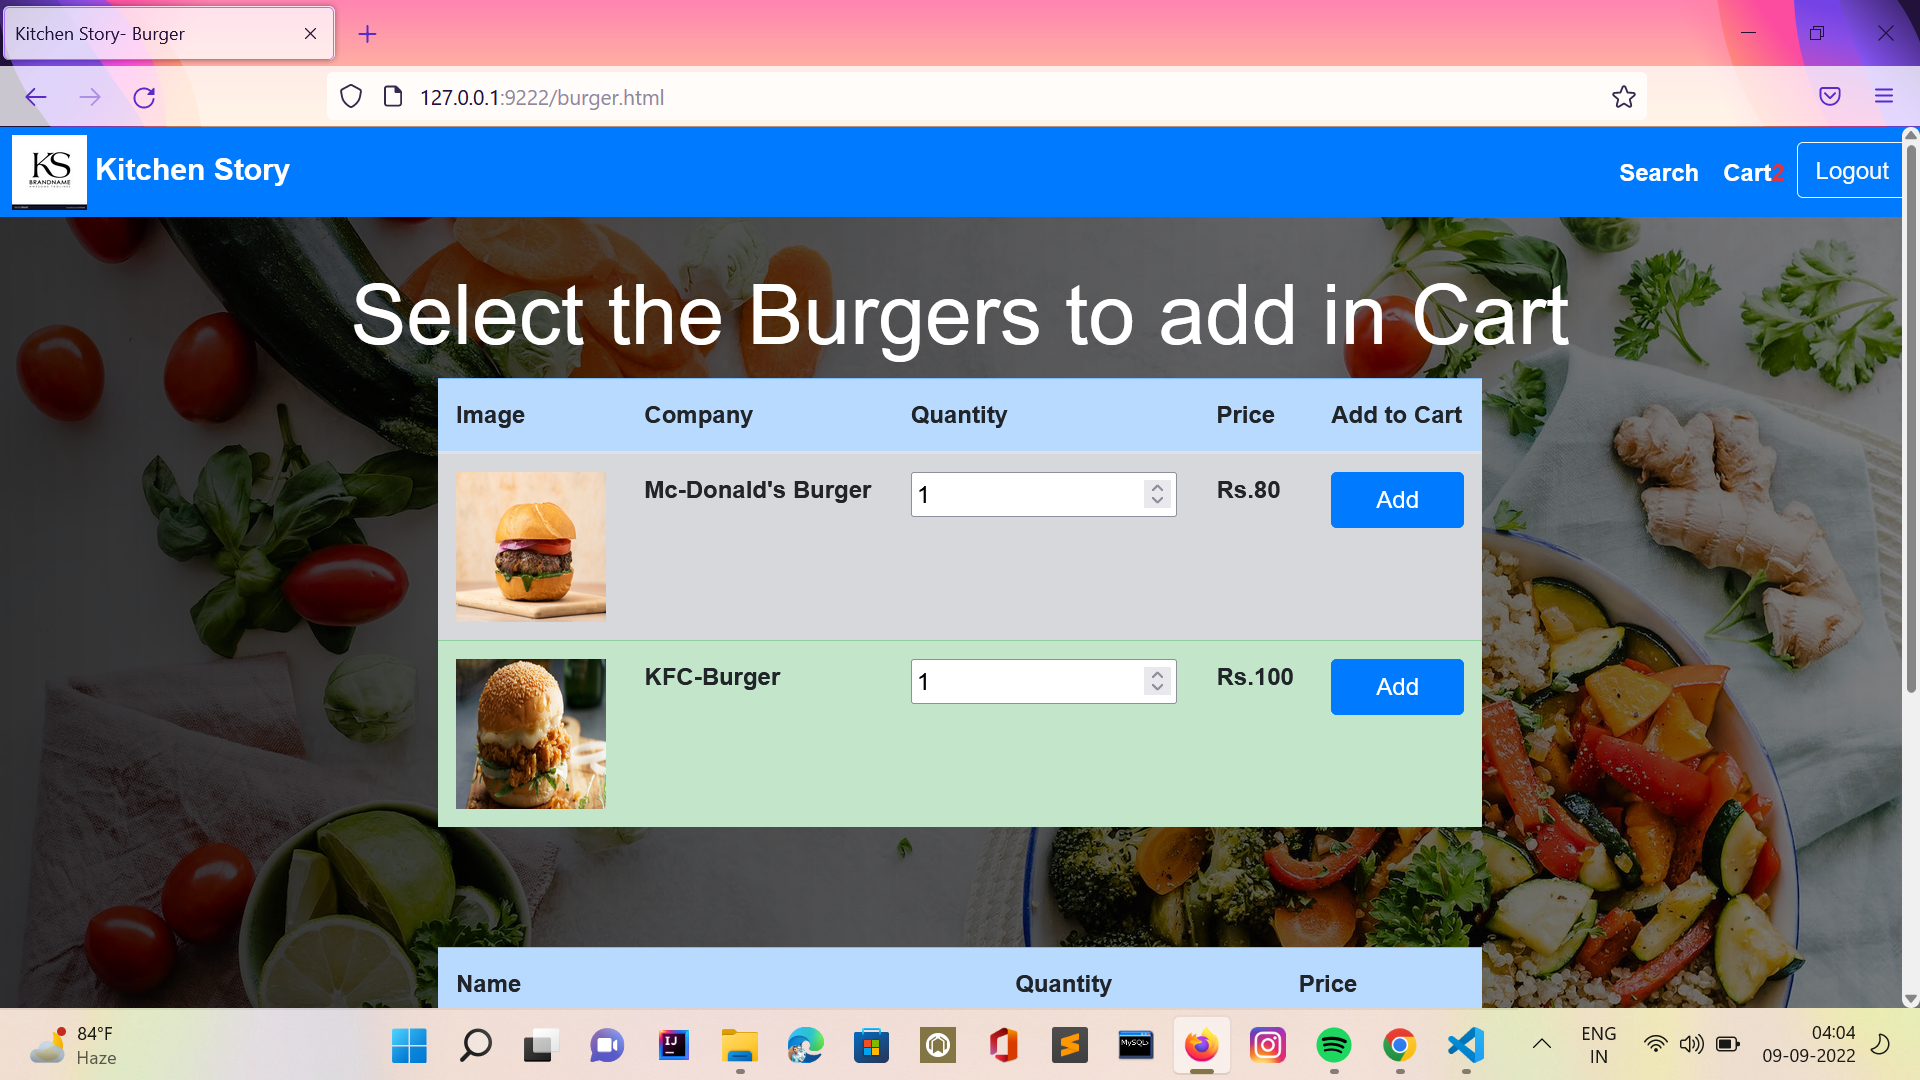 Kitchen Story- Burger
127.0.0.1:9222/burger.html
KS
BRANDNAME
Kitchen Story
Search
Cart2
Logout
Select the Burgers to add in Cart
Image Company Quantity Price Add to Cart
Mc-Donald's Burger 1 Rs.80 Add
KFC-Burger 1 Rs.100 Add
Name Quantity Price
84°F
Haze
IJ
MySQL
ENG
IN
04:04
09-09-2022